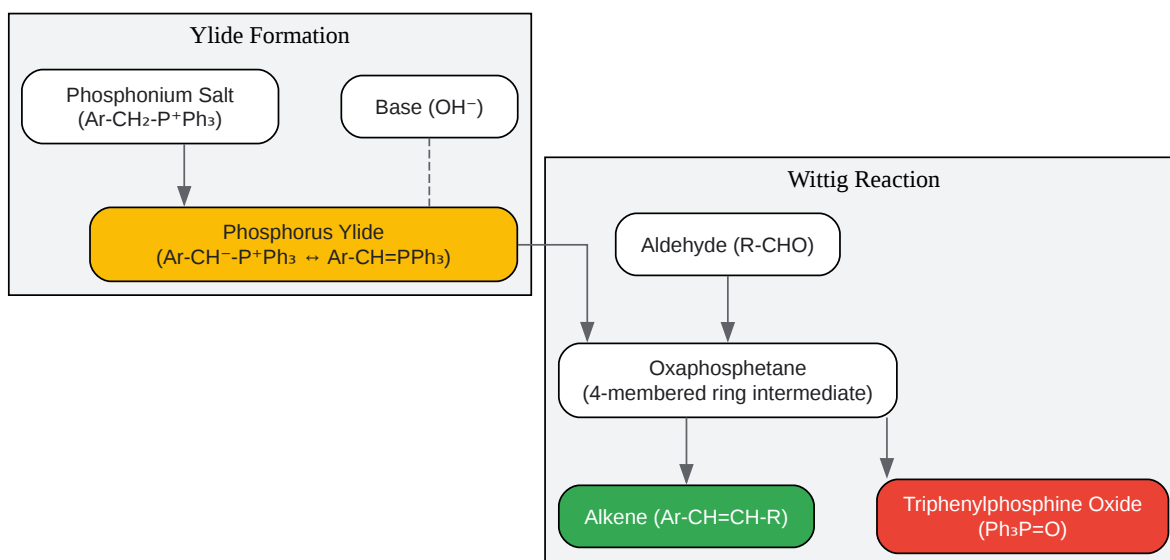 Ylide Formation
Phosphonium Salt
(Ar-CH₂-P⁺Ph₃)
Base (OH⁻)
Phosphorus Ylide
(Ar-CH⁻-P⁺Ph₃ ↔ Ar-CH=PPh₃)
Wittig Reaction
Aldehyde (R-CHO)
Oxaphosphetane
(4-membered ring intermediate)
Alkene (Ar-CH=CH-R)
Triphenylphosphine Oxide
(Ph₃P=O)